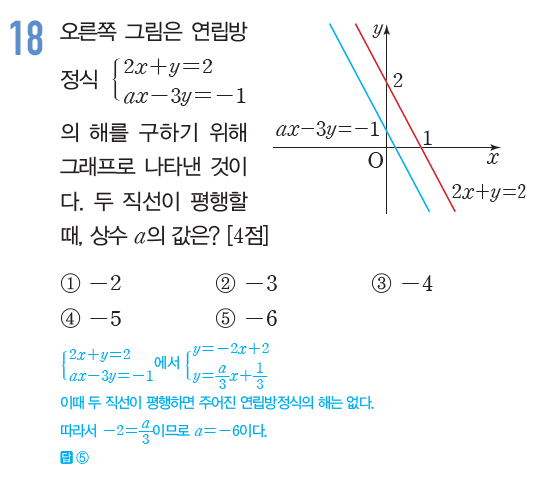 18 오른쪽 그림은 연립방
정식 {2x+y=2
ax-3y=-1
의 해를 구하기 위해
그래프로 나타낸 것이
다. 두 직선이 평행할
때, 상수 a의 값은? [4점]
y
2
ax-3y=-1
1
O
x
2x+y=2
① -2 ② -3 ③ -4
④ -5 ⑤ -6
{2x+y=2
ax-3y=-1 에서 {y=-2x+2
y=a/3x+1/3
이때 두 직선이 평행하면 주어진 연립방정식의 해는 없다.
따라서 -2=a/3이므로 a=-6이다.
답 ⑤